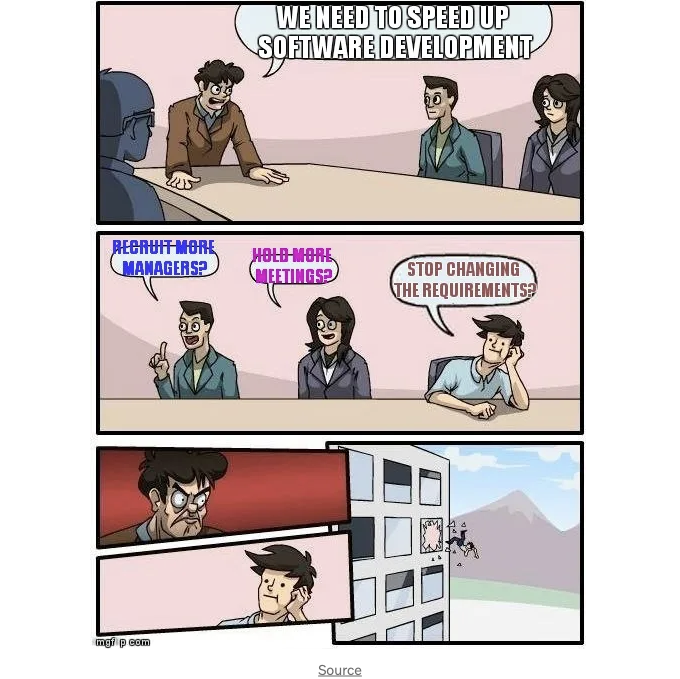 WE NEED TO SPEED UP
SOFTWARE DEVELOPMENT
RECRUIT MORE
MANAGERS?
HOLD MORE
MEETINGS?
STOP CHANGING
THE REQUIREMENTS?
imgflip.com
Source